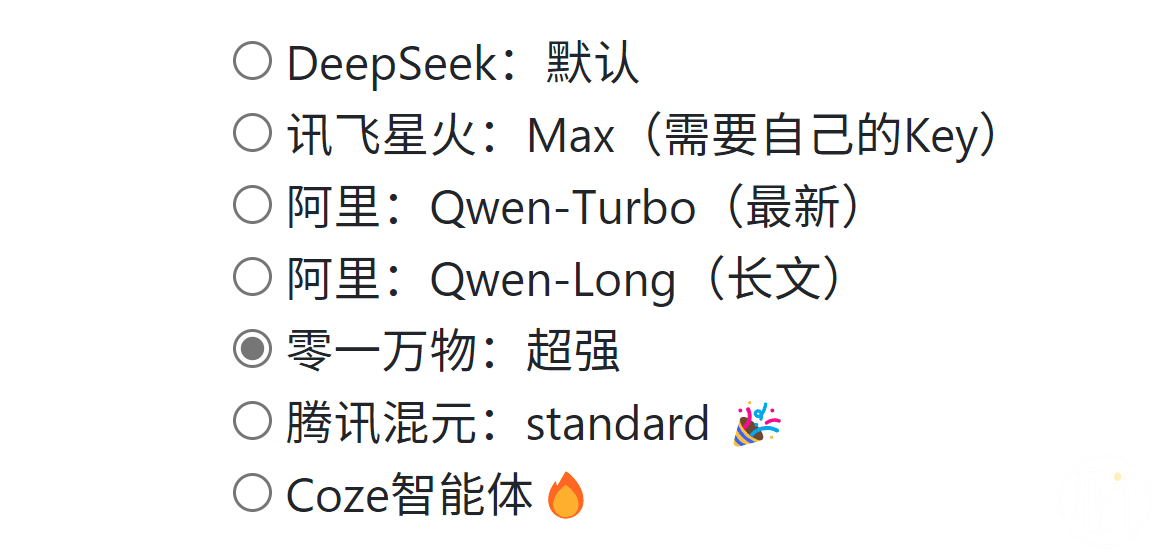 DeepSeek：默认
讯飞星火：Max（需要自己的Key）
阿里：Qwen-Turbo（最新）
阿里：Qwen-Long（长文）
零一万物：超强
腾讯混元：standard 🎉
Coze智能体🔥